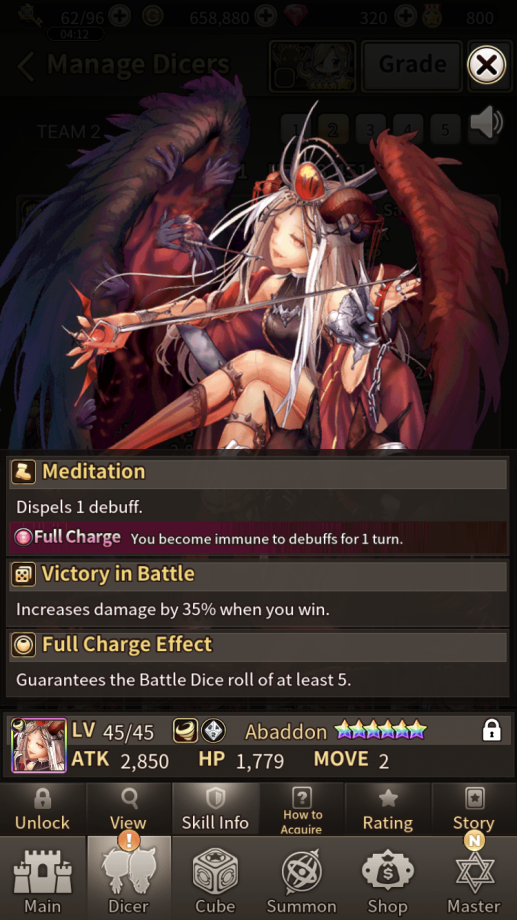 62/96 658,880 320 800
04:12
Manage Dicers Grade
TEAM 2 1 2 3 4 5
Meditation
Dispels 1 debuff.
Full Charge You become immune to debuffs for 1 turn.
Victory in Battle
Increases damage by 35% when you win.
Full Charge Effect
Guarantees the Battle Dice roll of at least 5.
LV 45/45 Abaddon
ATK 2,850 HP 1,779 MOVE 2
Unlock View Skill Info How to Acquire Rating Story
! N
Main Dicer Cube Summon Shop Master